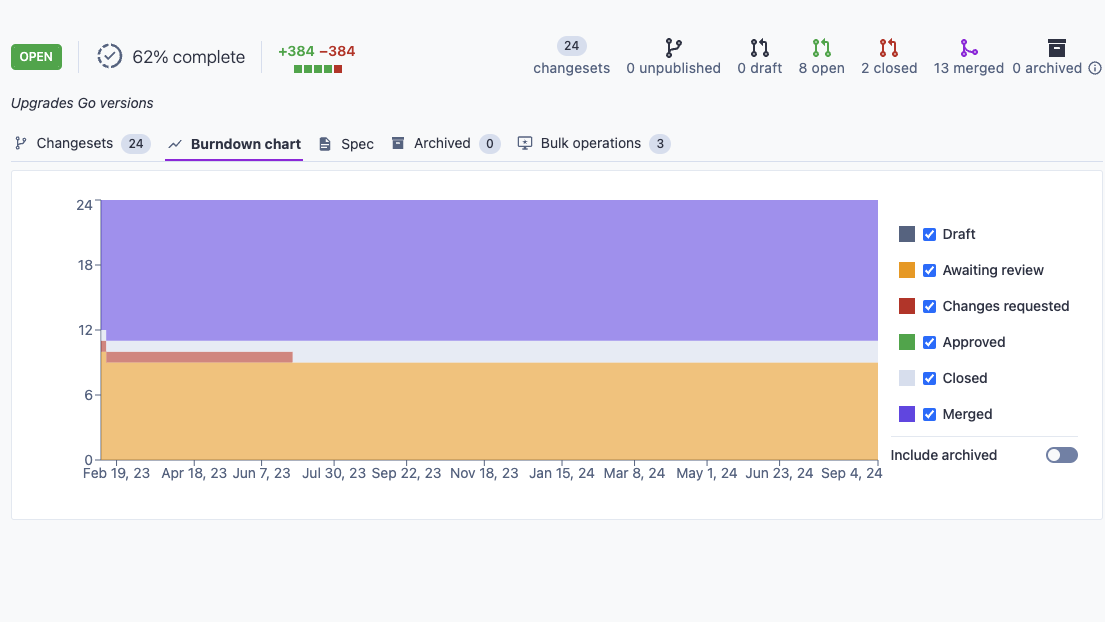 OPEN
62% complete
+384 −384
24
changesets
0 unpublished
0 draft
8 open
2 closed
13 merged
0 archived
Upgrades Go versions
Changesets 24
Burndown chart
Spec
Archived 0
Bulk operations 3
24
18
12
6
0
Feb 19, 23
Apr 18, 23
Jun 7, 23
Jul 30, 23
Sep 22, 23
Nov 18, 23
Jan 15, 24
Mar 8, 24
May 1, 24
Jun 23, 24
Sep 4, 24
Draft
Awaiting review
Changes requested
Approved
Closed
Merged
Include archived